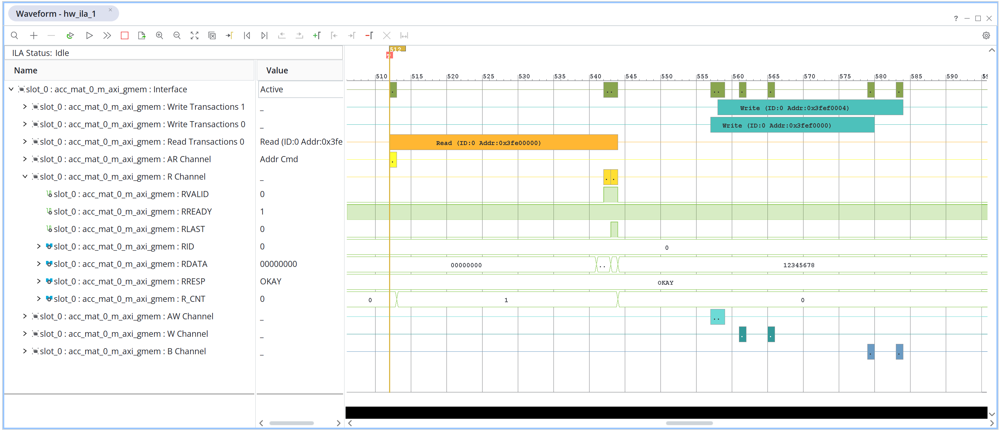 Waveform - hw_ila_1
ILA Status: Idle
Name Value
512
T
510 515 520 525 530 535 540 545 550 555 560 565 570 575 580 585 590
slot_0 : acc_mat_0_m_axi_gmem : Interface Active . .. .. . . . .
slot_0 : acc_mat_0_m_axi_gmem : Write Transactions 1 _ Write (ID:0 Addr:0x3fef0004)
slot_0 : acc_mat_0_m_axi_gmem : Write Transactions 0 _ Write (ID:0 Addr:0x3fef0000)
slot_0 : acc_mat_0_m_axi_gmem : Read Transactions 0 Read (ID:0 Addr:0x3fe Read (ID:0 Addr:0x3fe00000)
slot_0 : acc_mat_0_m_axi_gmem : AR Channel Addr Cmd .
slot_0 : acc_mat_0_m_axi_gmem : R Channel _ . .
slot_0 : acc_mat_0_m_axi_gmem : RVALID 0
slot_0 : acc_mat_0_m_axi_gmem : RREADY 1
slot_0 : acc_mat_0_m_axi_gmem : RLAST 0
slot_0 : acc_mat_0_m_axi_gmem : RID 0 0
slot_0 : acc_mat_0_m_axi_gmem : RDATA 00000000 00000000 .. 12345678
slot_0 : acc_mat_0_m_axi_gmem : RRESP OKAY OKAY
slot_0 : acc_mat_0_m_axi_gmem : R_CNT 0 0 1 0
slot_0 : acc_mat_0_m_axi_gmem : AW Channel _ ..
slot_0 : acc_mat_0_m_axi_gmem : W Channel _ . .
slot_0 : acc_mat_0_m_axi_gmem : B Channel _ . .